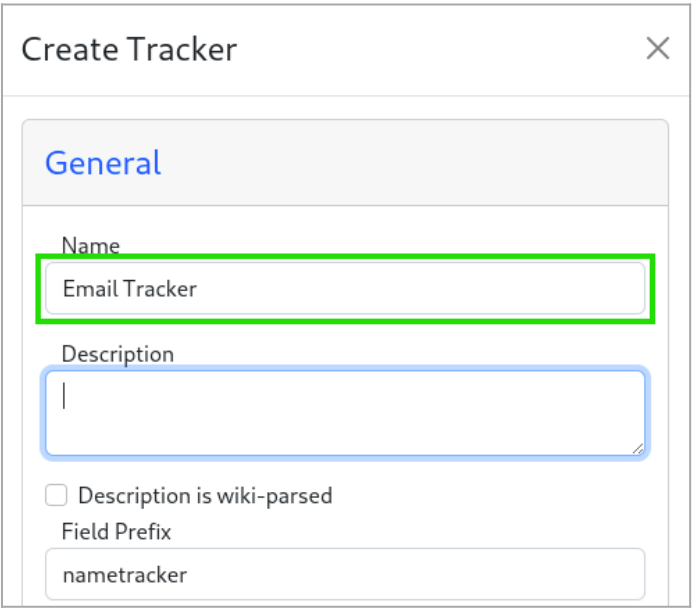 Create Tracker
General
Name
Email Tracker
Description
Description is wiki-parsed
Field Prefix
nametracker